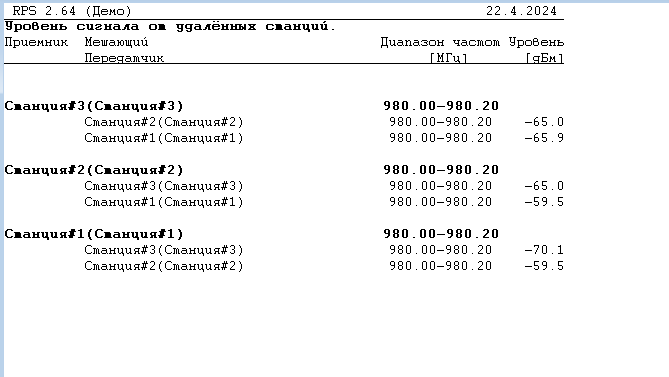 RPS 2.64 (Демо) 22.4.2024
Уровень сигнала от удалённых станций.
Приемник Мешающий Диапазон частот Уровень
Передатчик [МГц] [дБм]
Станция#3(Станция#3) 980.00-980.20
Станция#2(Станция#2) 980.00-980.20 -65.0
Станция#1(Станция#1) 980.00-980.20 -65.9
Станция#2(Станция#2) 980.00-980.20
Станция#3(Станция#3) 980.00-980.20 -65.0
Станция#1(Станция#1) 980.00-980.20 -59.5
Станция#1(Станция#1) 980.00-980.20
Станция#3(Станция#3) 980.00-980.20 -70.1
Станция#2(Станция#2) 980.00-980.20 -59.5